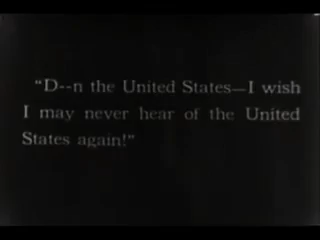 "D--n the United States—I wish
I may never hear of the United
States again!"